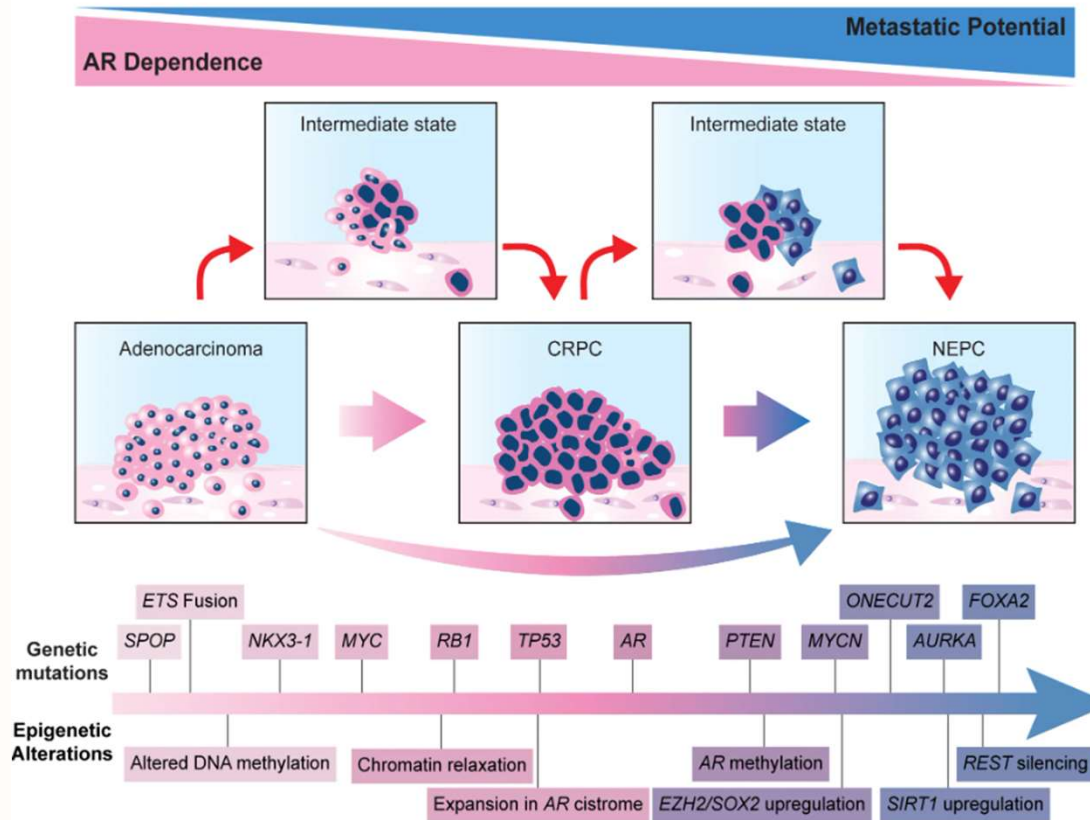 Metastatic Potential
AR Dependence
Intermediate state
Intermediate state
Adenocarcinoma
CRPC
NEPC
ETS Fusion
ONECUT2
FOXA2
SPOP
NKX3-1
MYC
RB1
TP53
AR
PTEN
MYCN
AURKA
Genetic
mutations
Epigenetic
Alterations
Altered DNA methylation
Chromatin relaxation
AR methylation
REST silencing
Expansion in AR cistrome
EZH2/SOX2 upregulation
SIRT1 upregulation